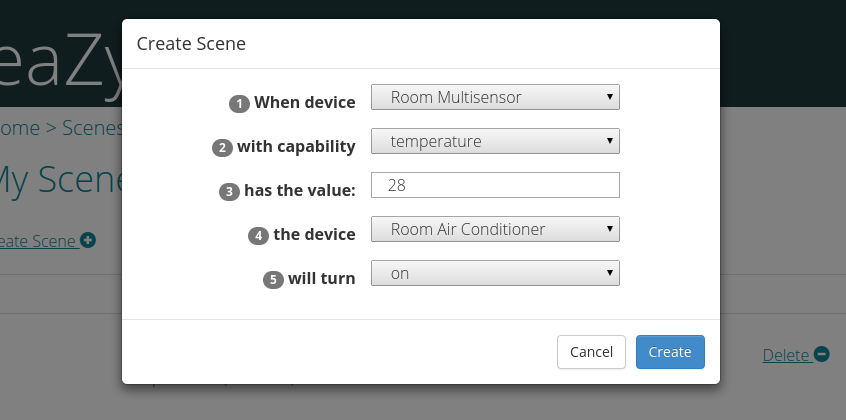 eaZy
Create Scene
ome > Scenes
My Scene
eate Scene
1 When device Room Multisensor
2 with capability temperature
3 has the value: 28
4 the device Room Air Conditioner
5 will turn on
Cancel Create
Delete